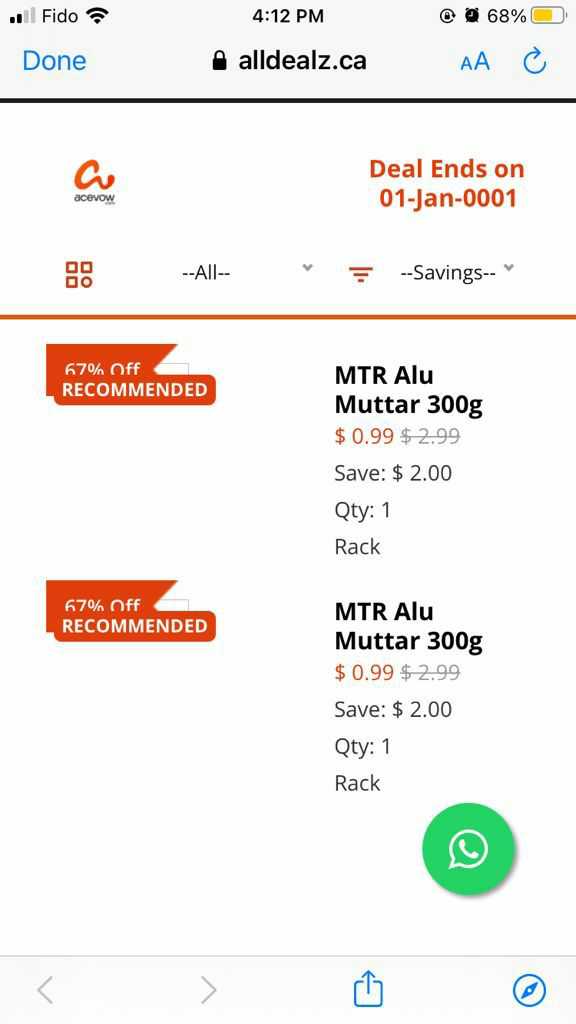 Fido 4:12 PM 68%
Done alldealz.ca AA
acevow
Deal Ends on
01-Jan-0001
--All-- --Savings--
67% Off
RECOMMENDED
MTR Alu
Muttar 300g
$ 0.99 $ 2.99
Save: $ 2.00
Qty: 1
Rack
67% Off
RECOMMENDED
MTR Alu
Muttar 300g
$ 0.99 $ 2.99
Save: $ 2.00
Qty: 1
Rack